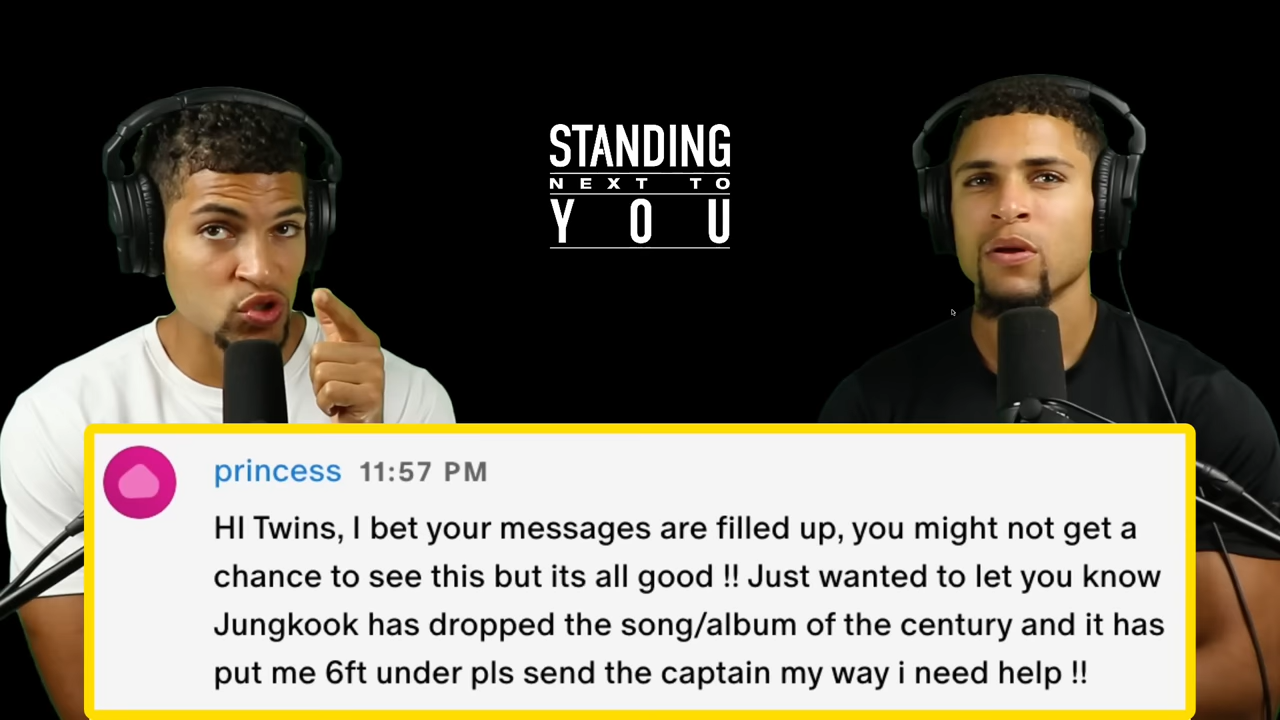 STANDING
NEXT TO
YOU
princess 11:57 PM
HI Twins, I bet your messages are filled up, you might not get a
chance to see this but its all good !! Just wanted to let you know
Jungkook has dropped the song/album of the century and it has
put me 6ft under pls send the captain my way i need help !!